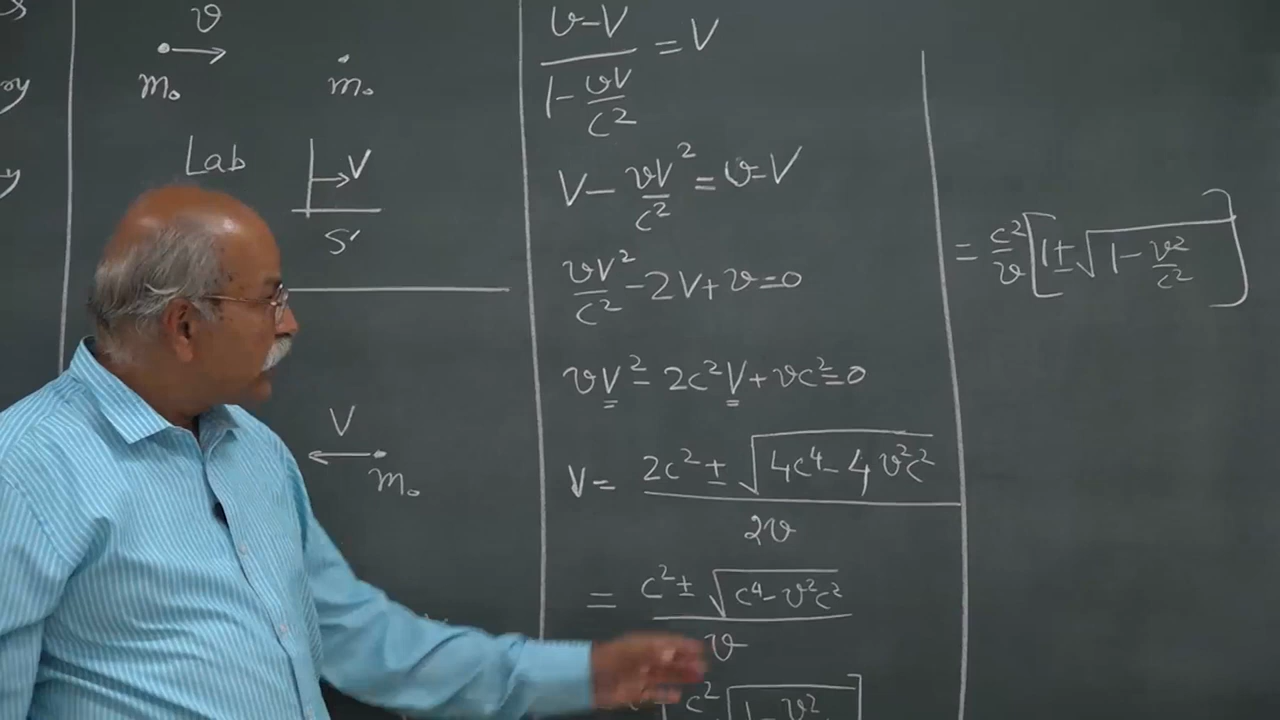 v
m₀ m₀
Lab V
S'
V
m₀
(v-V)/(1-vV/c²) = V
V - vV²/c² = v-V
vV²/c² - 2V + v = 0
vV² - 2c²V + vc² = 0
V = (2c² ± √(4c⁴ - 4v²c²))/2v
= (c² ± √(c⁴ - v²c²))/v
= c²/v [1 ± √(1 - v²/c²)]